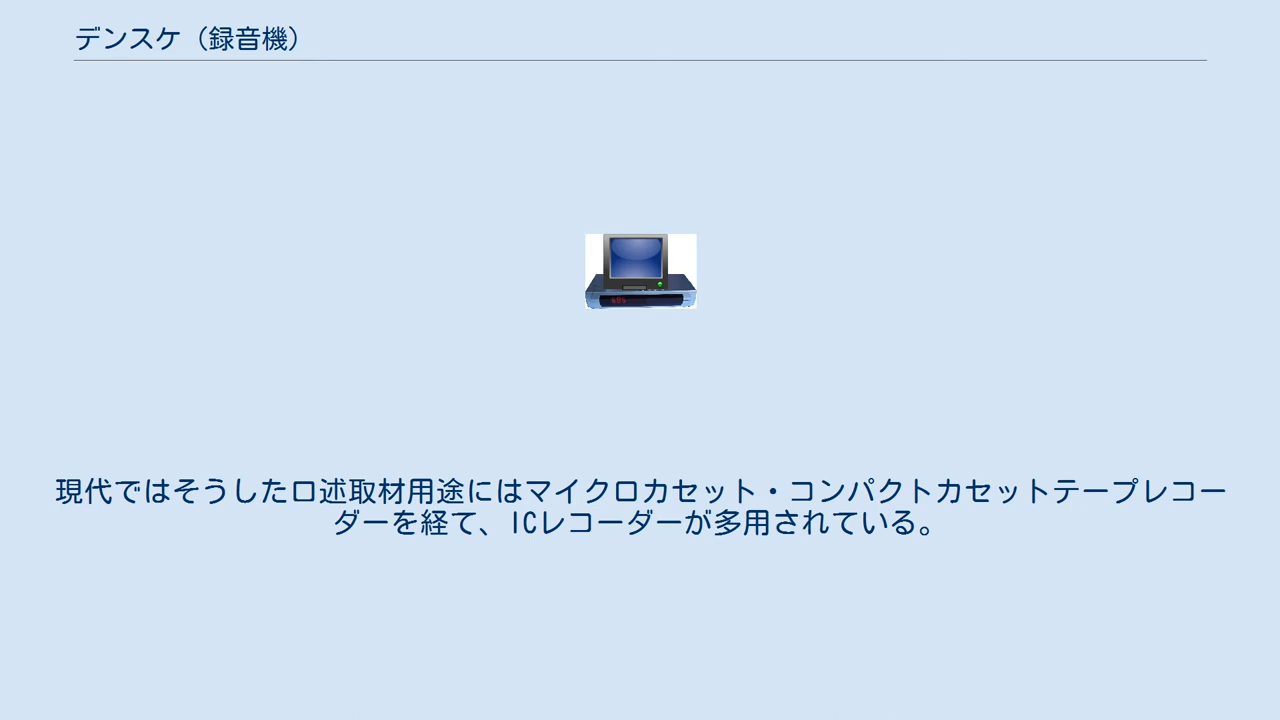 デンスケ（録音機）
現代ではそうした口述取材用途にはマイクロカセット・コンパクトカセットテープレコー
ダーを経て、ICレコーダーが多用されている。